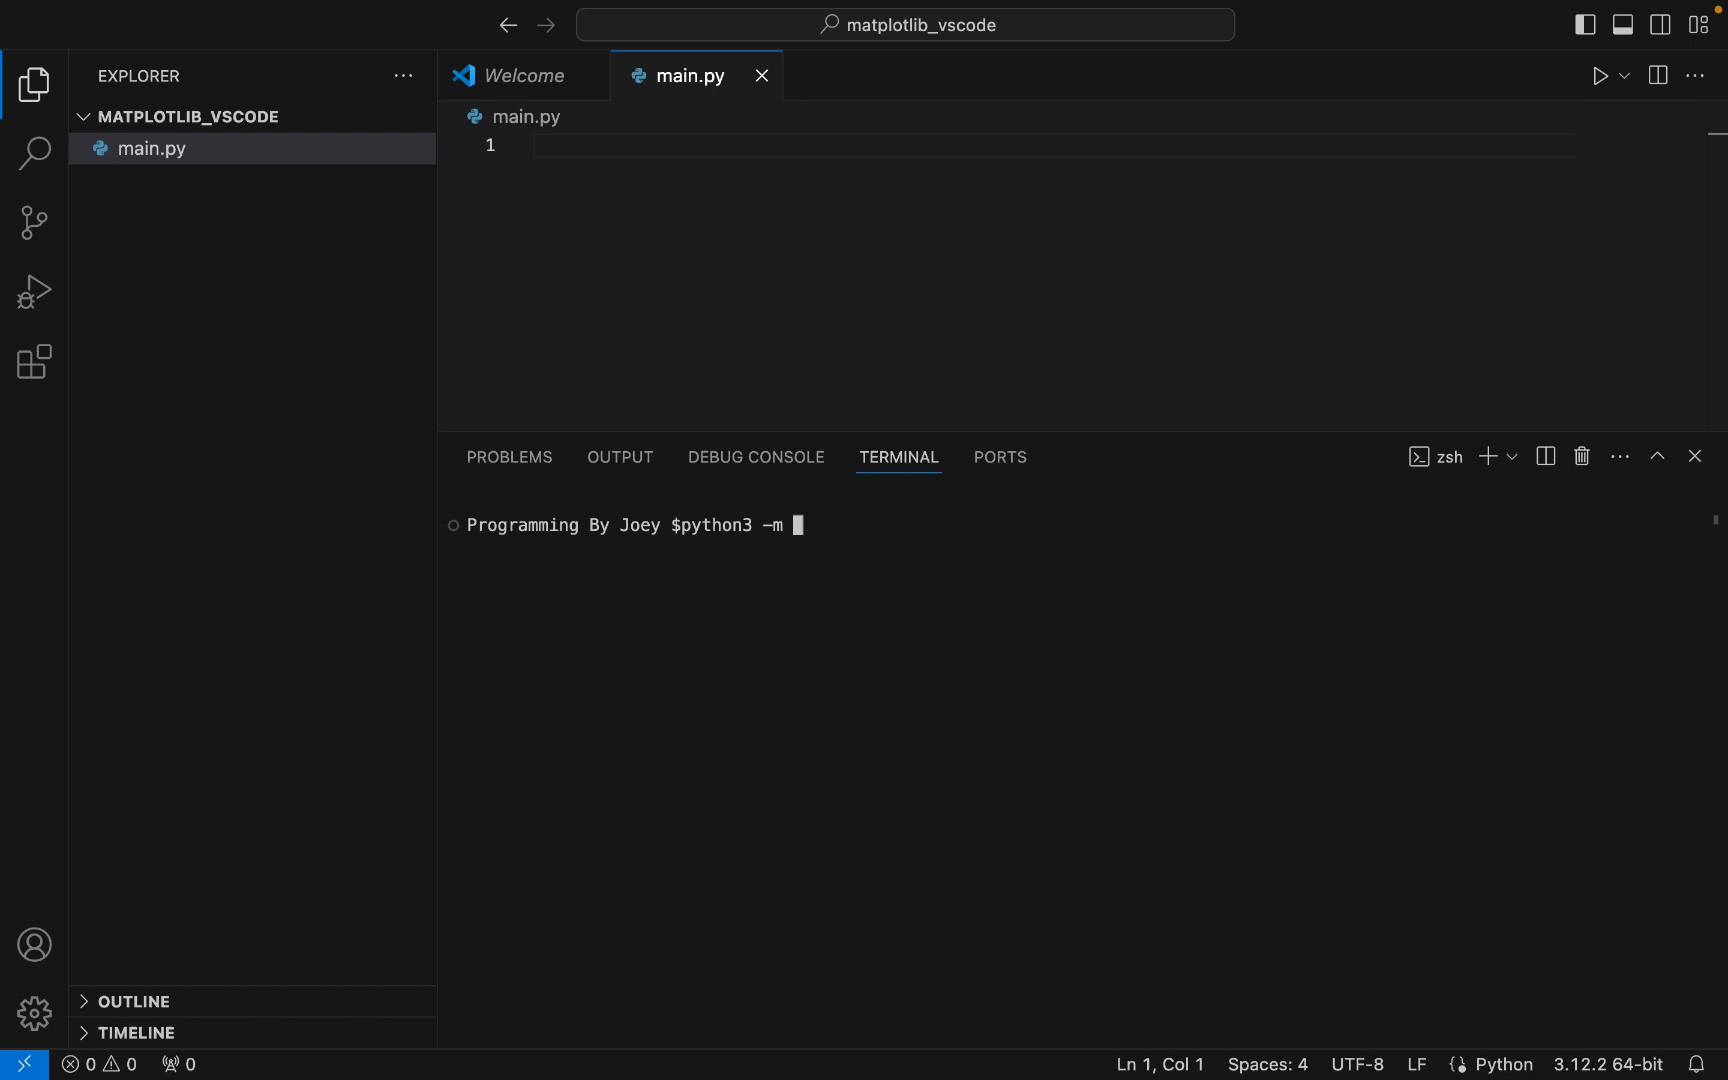 matplotlib_vscode
EXPLORER
MATPLOTLIB_VSCODE
main.py
OUTLINE
TIMELINE
Welcome
main.py
main.py
1
PROBLEMS OUTPUT DEBUG CONSOLE TERMINAL PORTS
zsh
Programming By Joey $python3 -m
0 0 0
Ln 1, Col 1 Spaces: 4 UTF-8 LF Python 3.12.2 64-bit